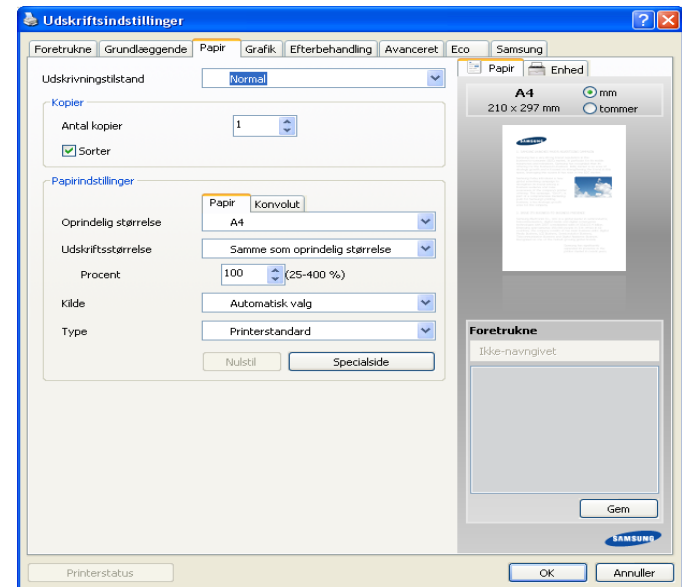 Udskriftsindstillinger
Foretrukne Grundlæggende Papir Grafik Efterbehandling Avanceret Eco Samsung
Udskrivningstilstand Normal
Kopier
Antal kopier 1
Sorter
Papirindstillinger
Papir Konvolut
Oprindelig størrelse A4
Udskriftsstørrelse Samme som oprindelig størrelse
Procent 100 (25-400 %)
Kilde Automatisk valg
Type Printerstandard
Nulstil Specialside
Papir Enhed
A4 mm
210 x 297 mm tommer
SAMSUNG
Foretrukne
Ikke-navngivet
Gem
SAMSUNG
Printerstatus OK Annuller